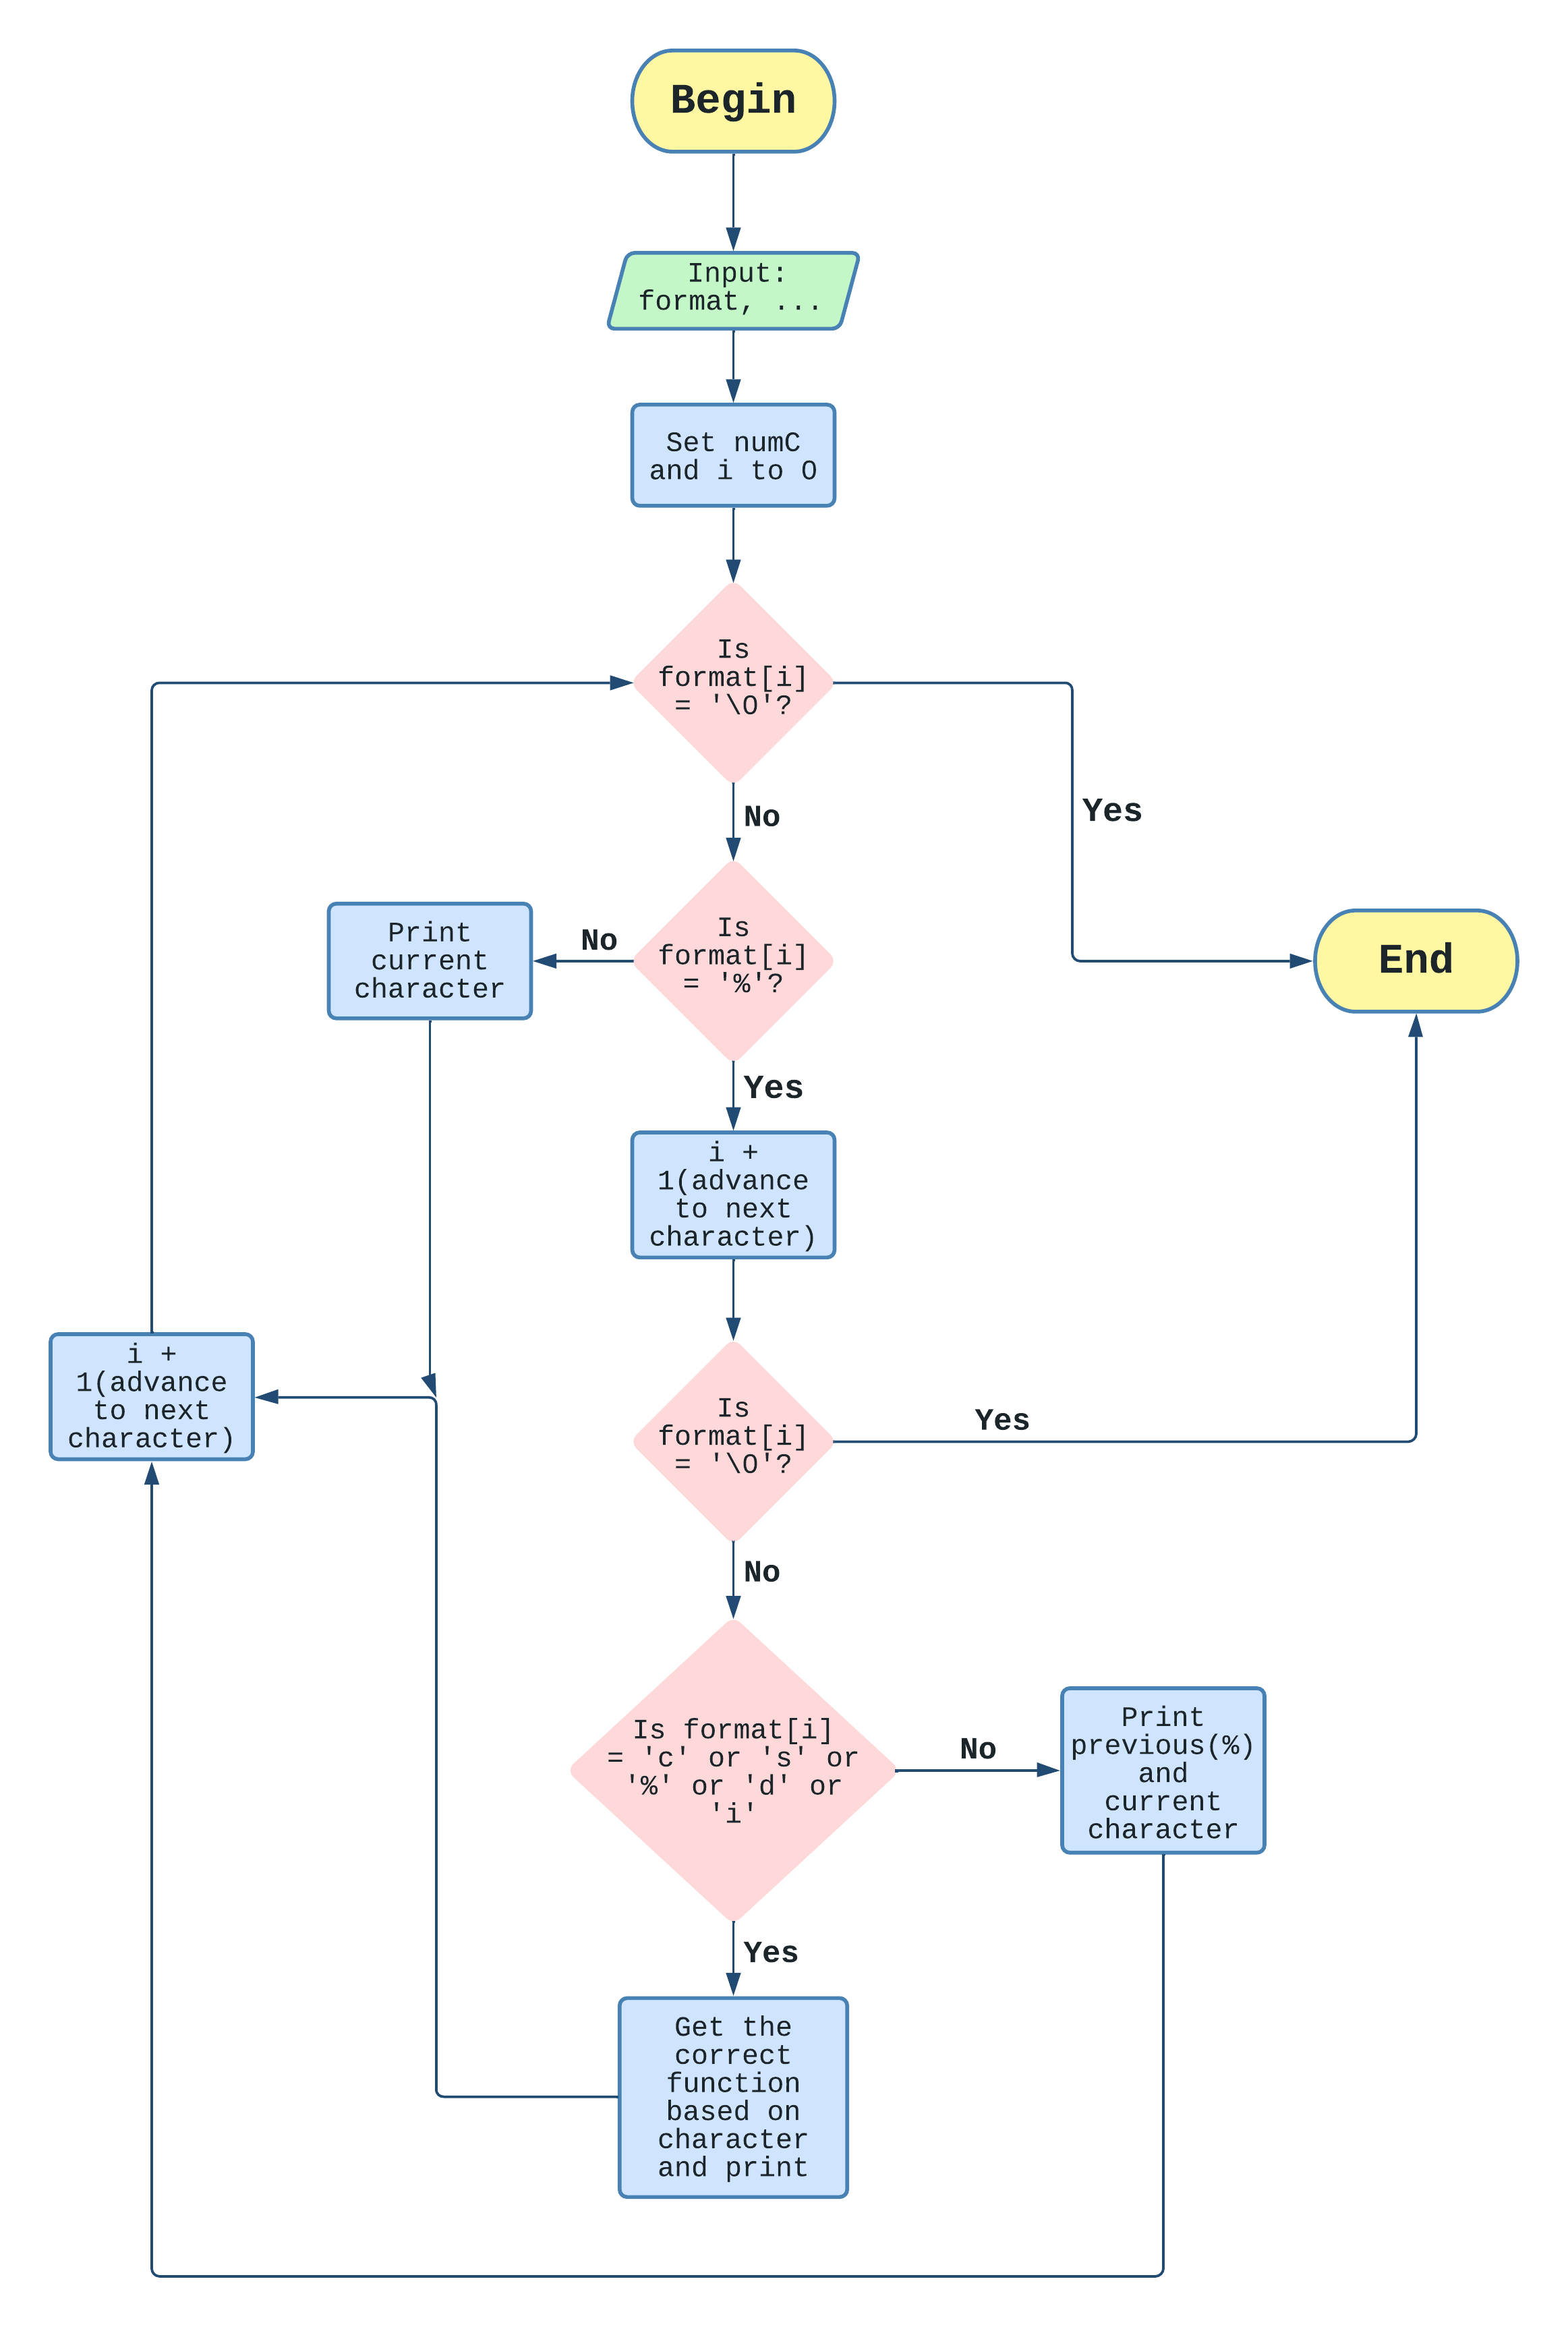 Begin
Input:
format, ...
Set numC
and i to 0
Is
format[i]
= '\0'?
Yes
No
Is
format[i]
= '%'?
No
Print
current
character
End
Yes
i +
1(advance
to next
character)
i +
1(advance
to next
character)
Is
format[i]
= '\0'?
Yes
No
Is format[i]
= 'c' or 's' or
'%' or 'd' or
'i'
No
Print
previous(%)
and
current
character
Yes
Get the
correct
function
based on
character
and print